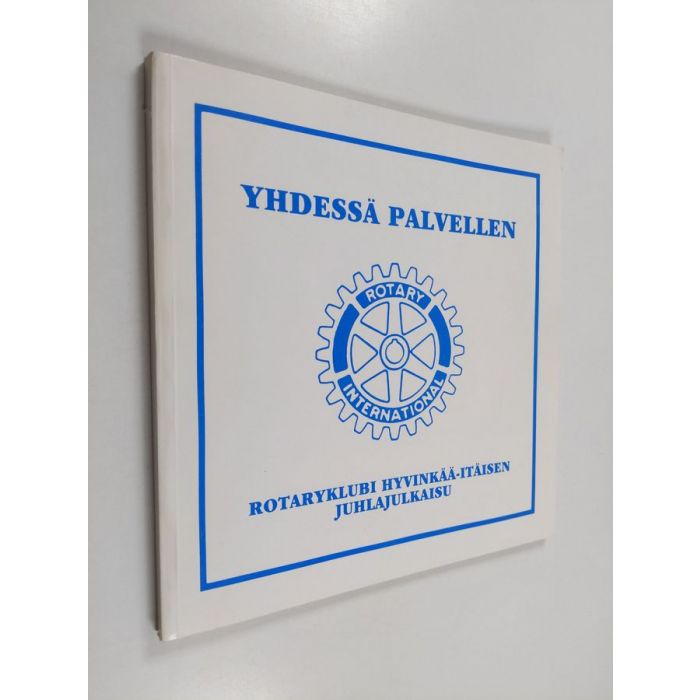 YHDESSÄ PALVELLEN
ROTARY
INTERNATIONAL
ROTARYKLUBI HYVINKÄÄ-ITÄISEN
JUHLAJULKAISU